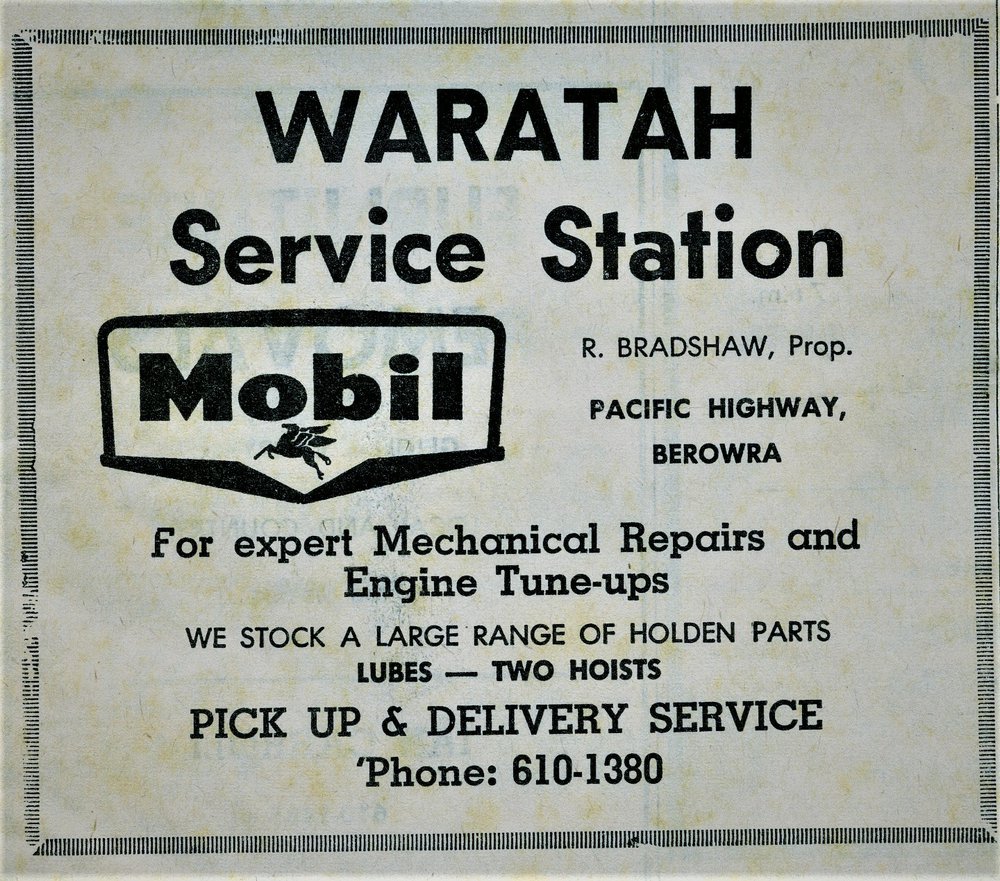 WARATAH
Service Station
Mobil
R. BRADSHAW, Prop.
PACIFIC HIGHWAY,
BEROWRA
For expert Mechanical Repairs and
Engine Tune-ups
WE STOCK A LARGE RANGE OF HOLDEN PARTS
LUBES — TWO HOISTS
PICK UP & DELIVERY SERVICE
'Phone: 610-1380